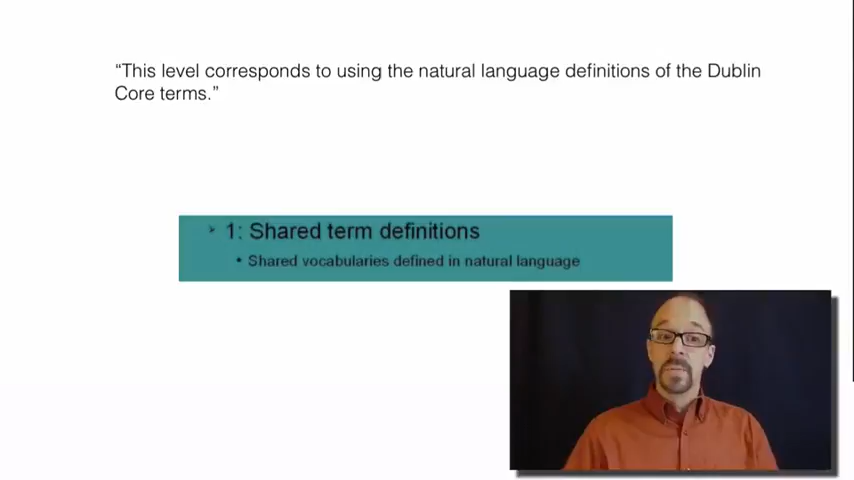 “This level corresponds to using the natural language definitions of the Dublin
Core terms.”
1: Shared term definitions
• Shared vocabularies defined in natural language